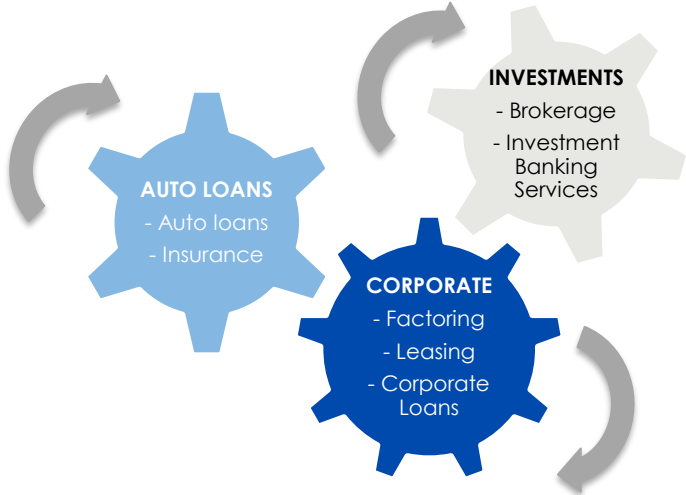 INVESTMENTS
- Brokerage
- Investment
Banking
Services
AUTO LOANS
- Auto loans
- Insurance
CORPORATE
- Factoring
- Leasing
- Corporate
Loans